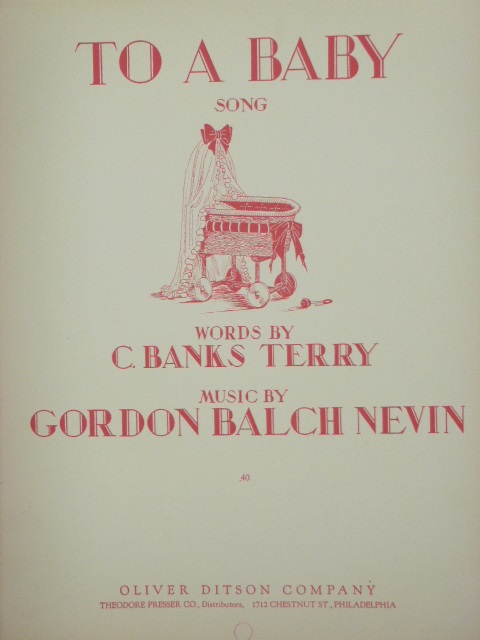 TO A BABY
SONG
WORDS BY
C. BANKS TERRY
MUSIC BY
GORDON BALCH NEVIN
.40
OLIVER DITSON COMPANY
THEODORE PRESSER CO., Distributors, 1712 CHESTNUT ST., PHILADELPHIA